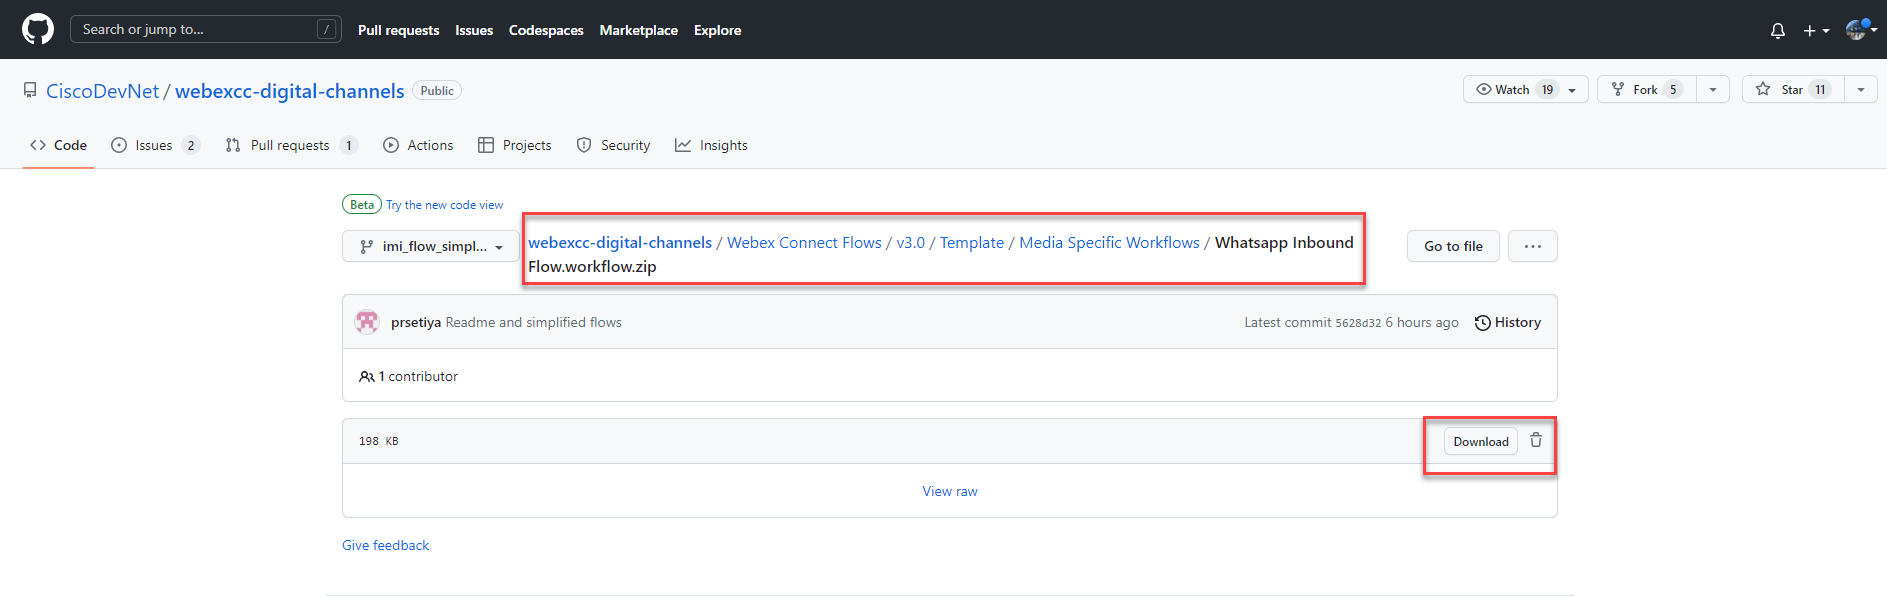 Search or jump to... /
Pull requests Issues Codespaces Marketplace Explore
CiscoDevNet / webexcc-digital-channels Public
Watch 19 Fork 5 Star 11
Code Issues 2 Pull requests 1 Actions Projects Security Insights
Beta Try the new code view
imi_flow_simpl...
webexcc-digital-channels / Webex Connect Flows / v3.0 / Template / Media Specific Workflows / Whatsapp Inbound
Flow.workflow.zip
Go to file ...
prsetiya Readme and simplified flows
Latest commit 5628d32 6 hours ago History
1 contributor
198 KB
Download
View raw
Give feedback